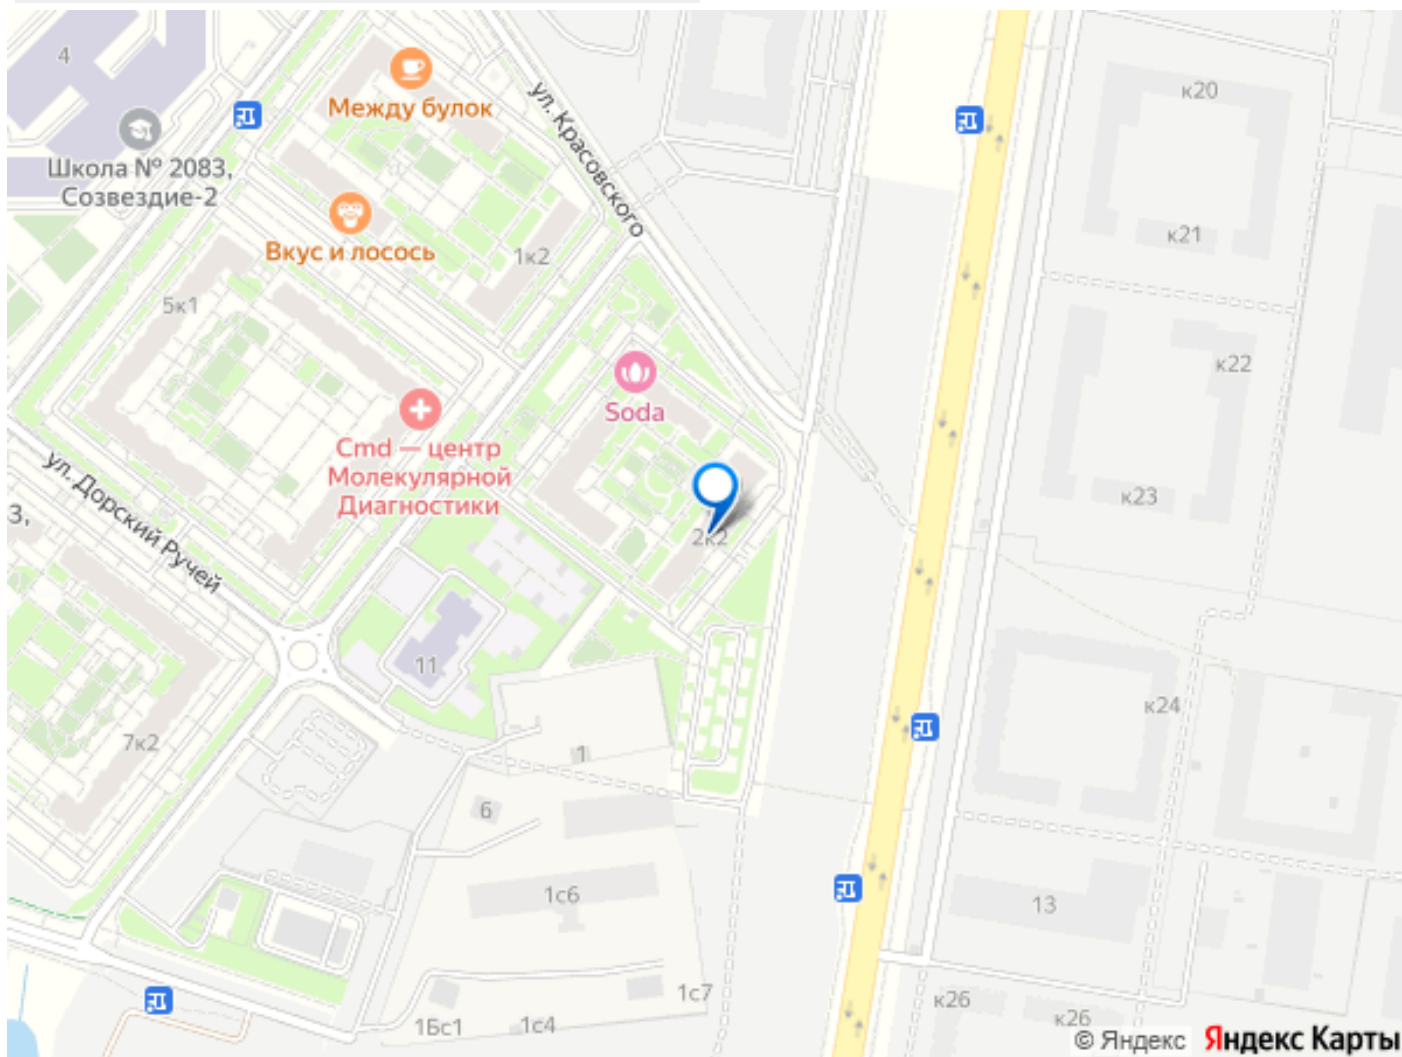 4
Между булок
ул. Красовского
к20
Школа № 2083,
Созвездие-2
Вкус и лосось
1к2
к21
5к1
к22
Soda
Cmd — центр
Молекулярной
Диагностики
ул. Дорский Ручей
3,
к23
2к2
11
7к2
1
к24
6
1с6
13
1с7
к26
1Бс1
1с4
к26
© Яндекс Яндекс Карты